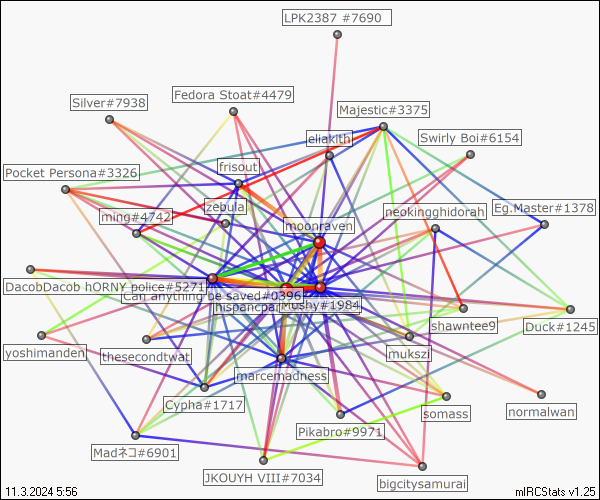 LPK2387 #7690
Fedora Stoat#4479
Silver#7938
Majestic#3375
eliakith
Swirly Boi#6154
Pocket Persona#3326
frisout
zebula
ming#4742
moonraven
neokingghidorah
Eg.Master#1378
DacobDacob hORNY police#5271
Can anything be saved#0396
hispancpar
Mushy#1984
shawntee9
Duck#1245
yoshimanden
thesecondtwat
mukszi
marcemadness
Cypha#1717
somass
normalwan
Pikabro#9971
Madネコ#6901
JKOUYH VIII#7034
bigcitysamurai
11.3.2024 5:56
mIRCStats v1.25